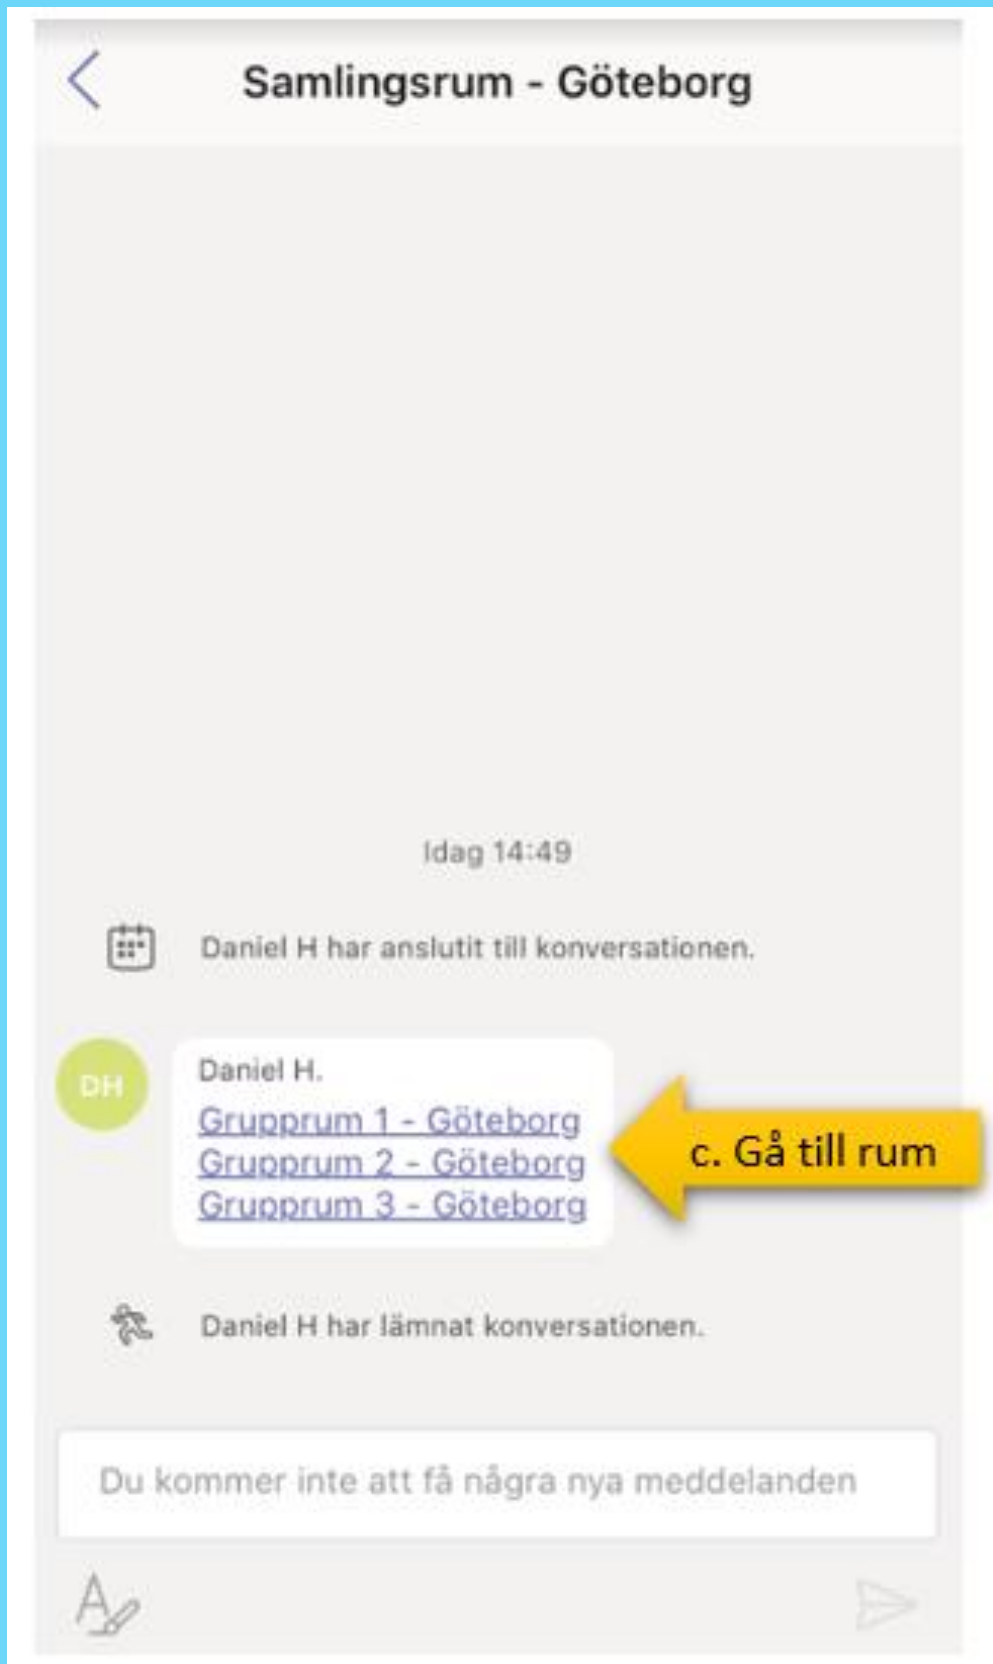 Samlingsrum - Göteborg
Idag 14:49
Daniel H har anslutit till konversationen.
DH
Daniel H.
Grupprum 1 - Göteborg
Grupprum 2 - Göteborg
Grupprum 3 - Göteborg
c. Gå till rum
Daniel H har lämnat konversationen.
Du kommer inte att få några nya meddelanden
A